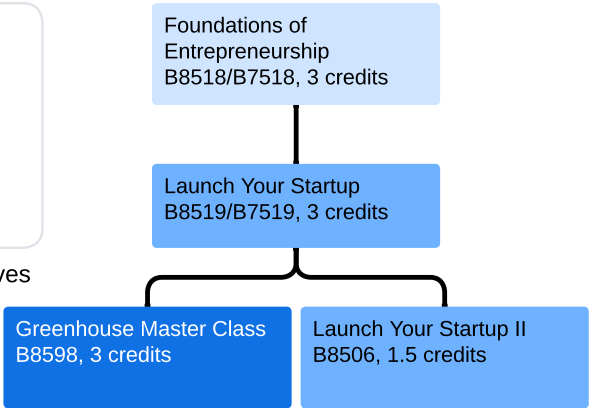 Foundations of
Entrepreneurship
B8518/B7518, 3 credits
Launch Your Startup
B8519/B7519, 3 credits
ves
Greenhouse Master Class
B8598, 3 credits
Launch Your Startup II
B8506, 1.5 credits